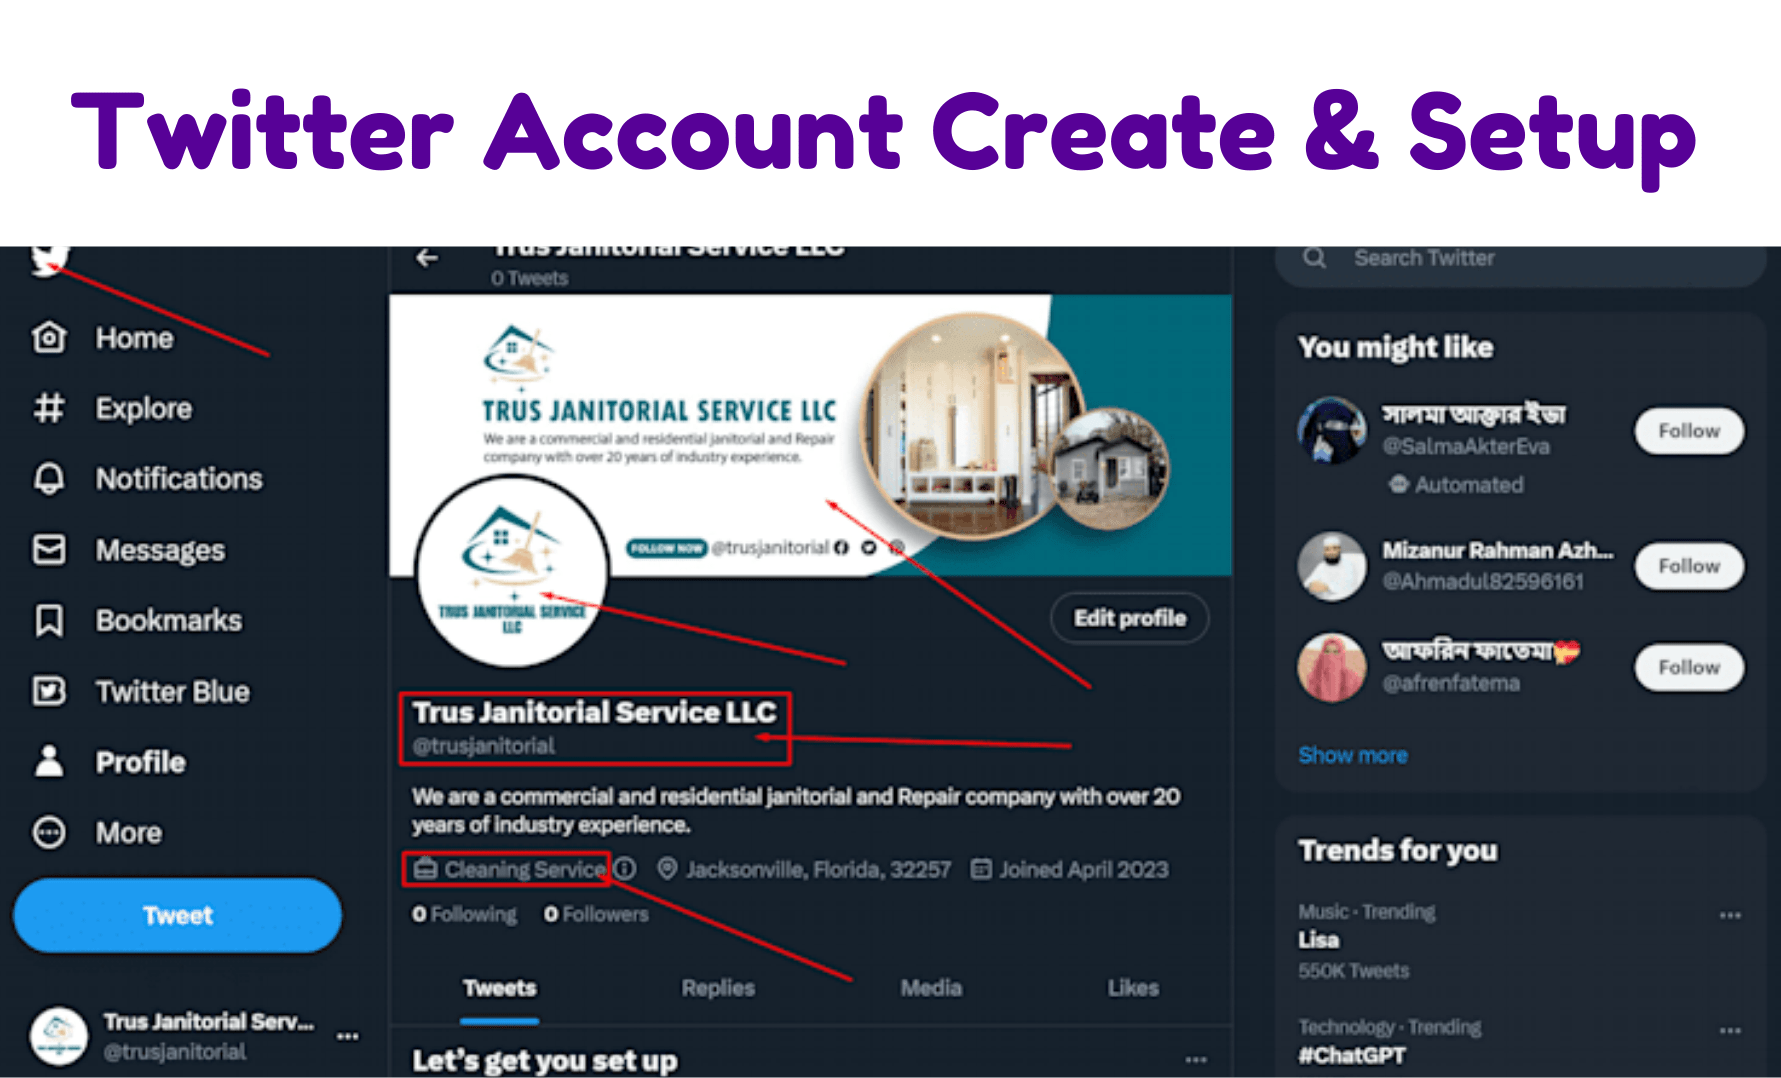 Twitter Account Create & Setup
Trus Janitorial Service LLC
0 Tweets
Home
Explore
Notifications
Messages
Bookmarks
Twitter Blue
Profile
More
Tweet
Trus Janitorial Serv...
@trusjanitorial
TRUS JANITORIAL SERVICE LLC
We are a commercial and residential janitorial and Repair
company with over 20 years of industry experience.
FOLLOW NOW @trusjanitorial
TRUS JANITORIAL SERVICE
LLC
Edit profile
Trus Janitorial Service LLC
@trusjanitorial
We are a commercial and residential janitorial and Repair company with over 20
years of industry experience.
Cleaning Service Jacksonville, Florida, 32257 Joined April 2023
0 Following 0 Followers
Tweets Replies Media Likes
Let's get you set up
Search Twitter
You might like
সালমা আক্তার ইভা
@SalmaAkterEva
Automated
Follow
Mizanur Rahman Azh...
@Ahmadul82596161
Follow
আফরিন ফাতেমা
@afrenfatema
Follow
Show more
Trends for you
Music · Trending
Lisa
550K Tweets
Technology · Trending
#ChatGPT